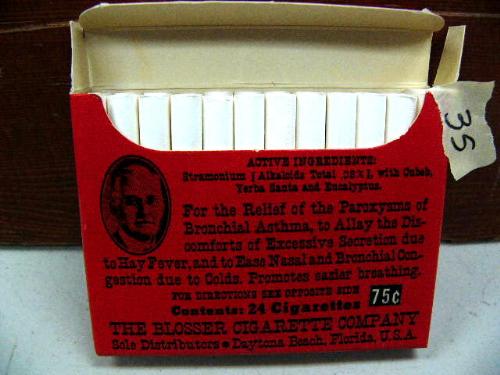 35
ACTIVE INGREDIENTS:
Stramonium [Alkaloids Total .08%], with Cubeb,
Yerba Santa and Eucalyptus.
For the Relief of the Paroxysms of
Bronchial Asthma, to Allay the Dis-
comforts of Excessive Secretion due
to Hay Fever, and to Ease Nasal and Bronchial Con-
gestion due to Colds. Promotes easier breathing.
FOR DIRECTIONS SEE OPPOSITE SIDE
Contents: 24 Cigarettes 75¢
THE BLOSSER CIGARETTE COMPANY
Sole Distributors • Daytona Beach, Florida, U.S.A.